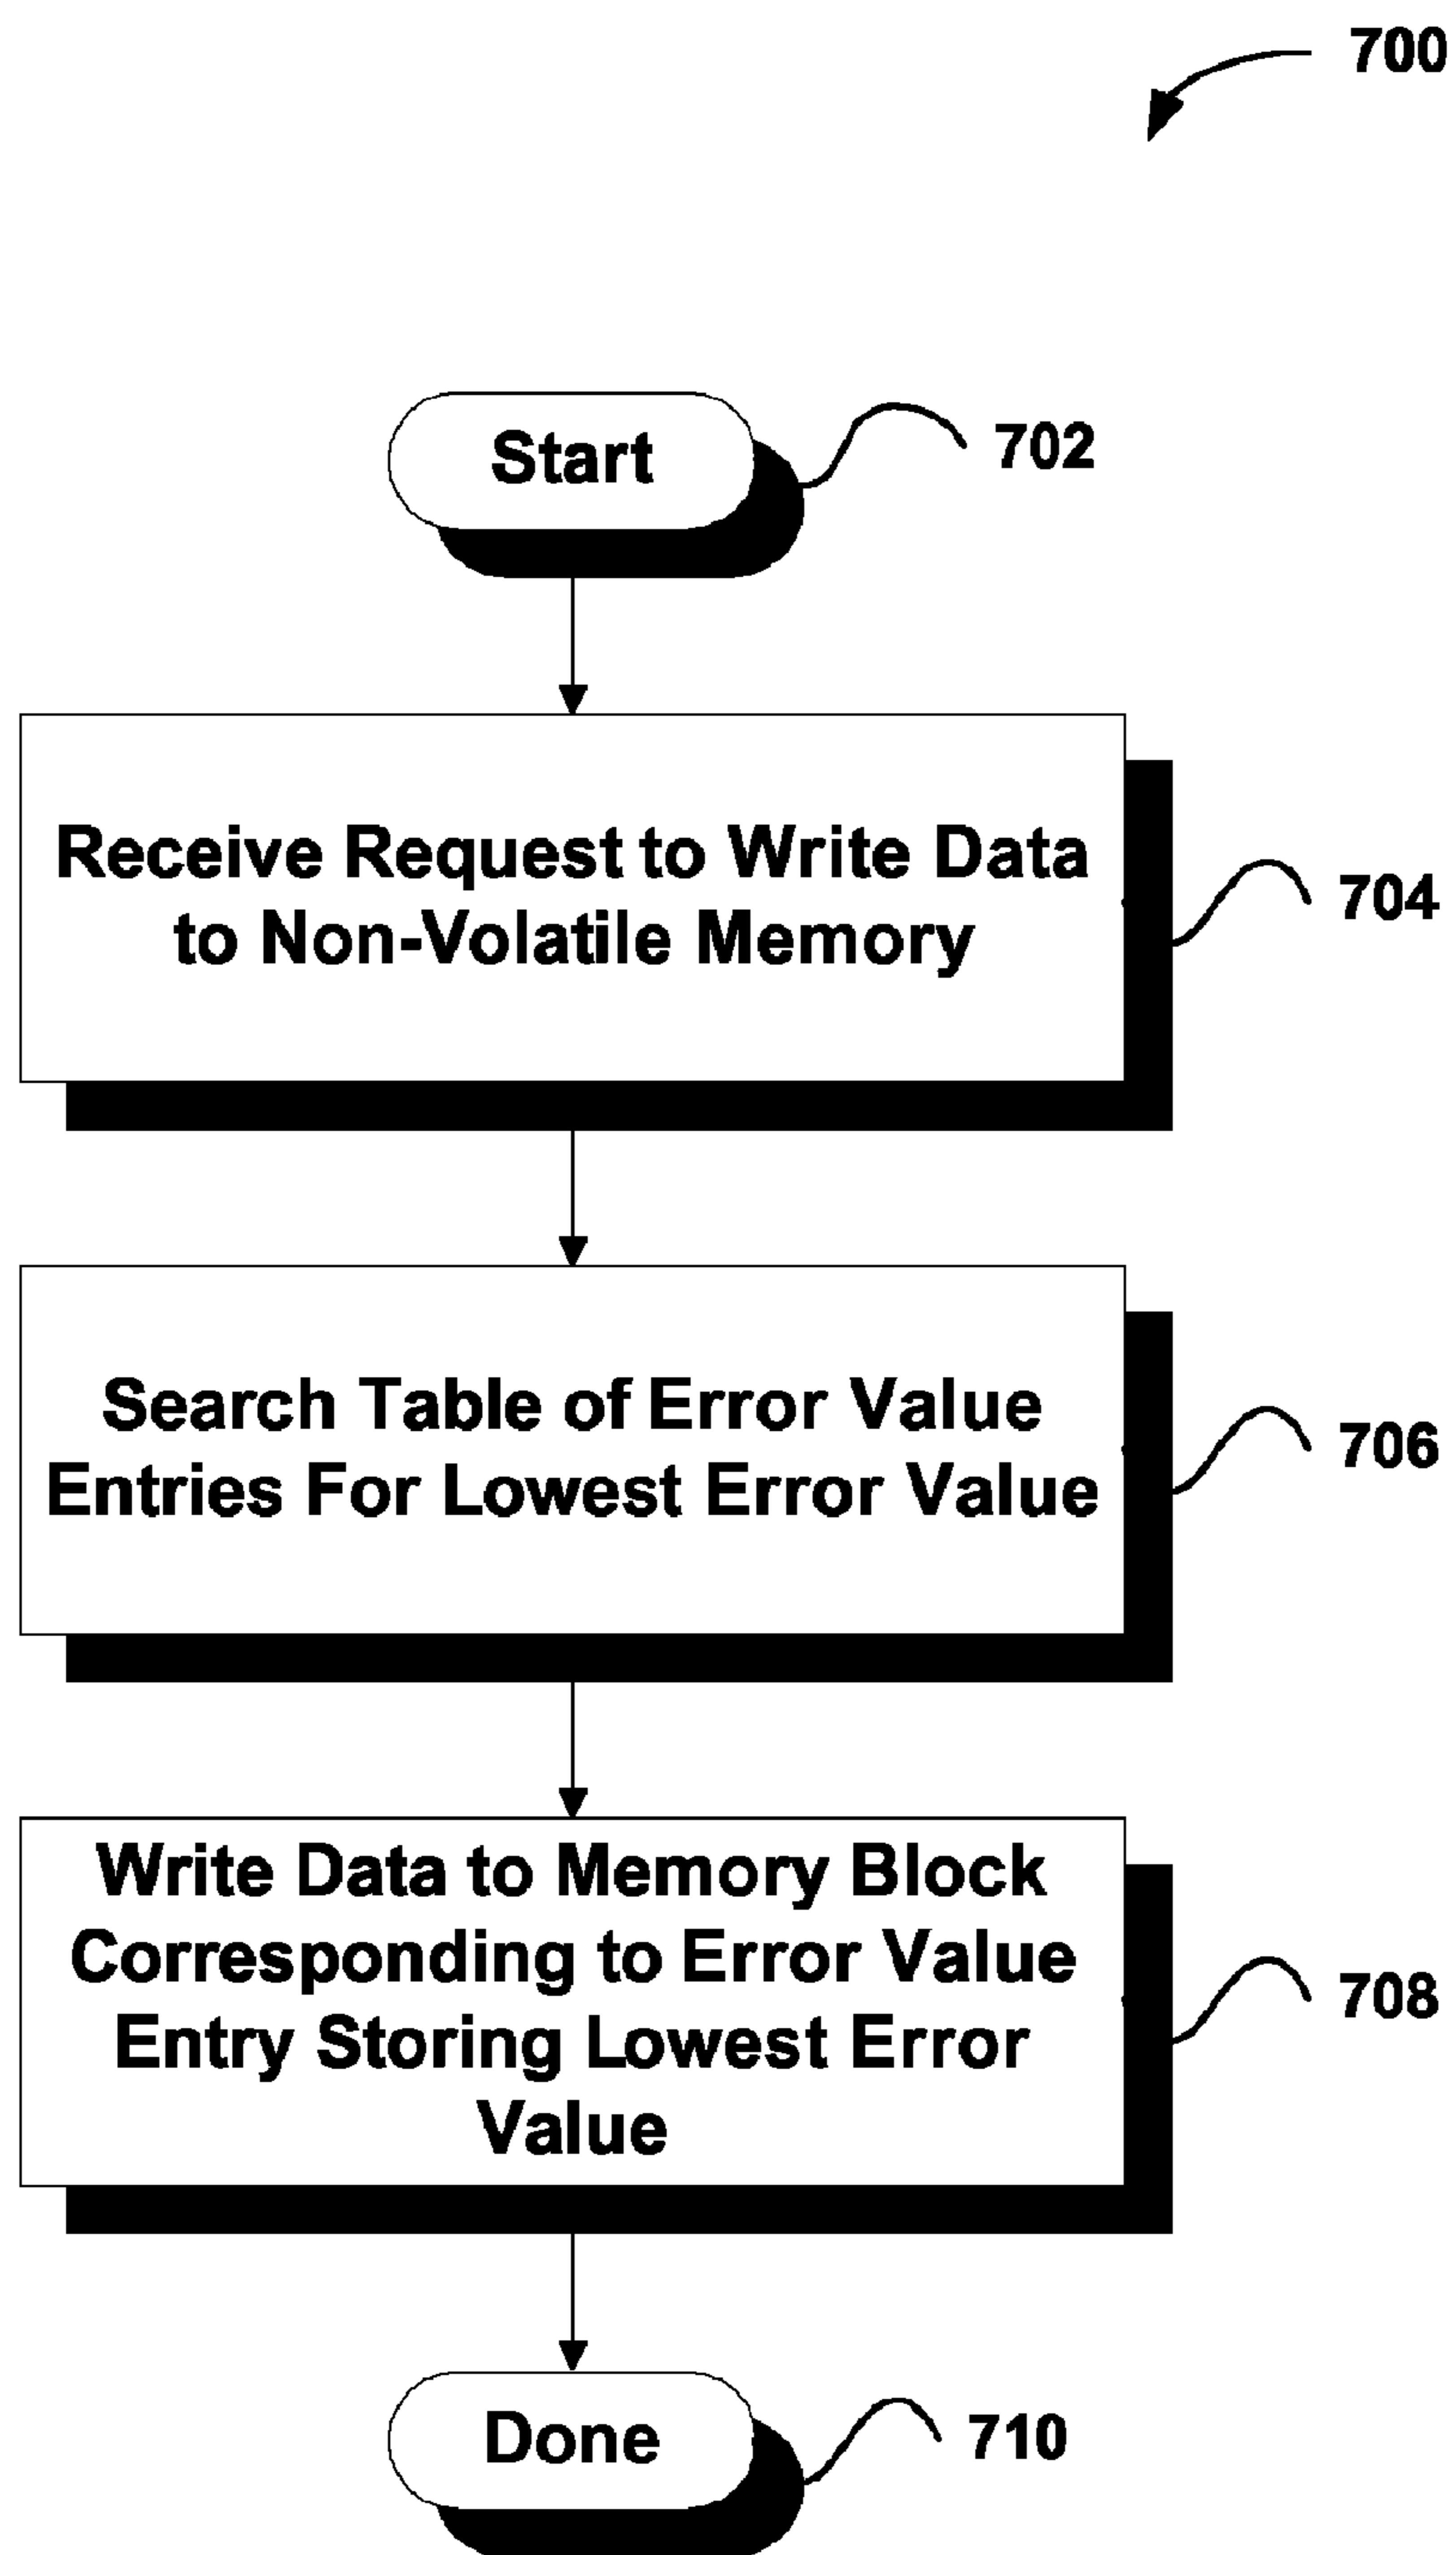 700
Start
702
Receive Request to Write Data
to Non-Volatile Memory
704
Search Table of Error Value
Entries For Lowest Error Value
706
Write Data to Memory Block
Corresponding to Error Value
Entry Storing Lowest Error
Value
708
Done
710